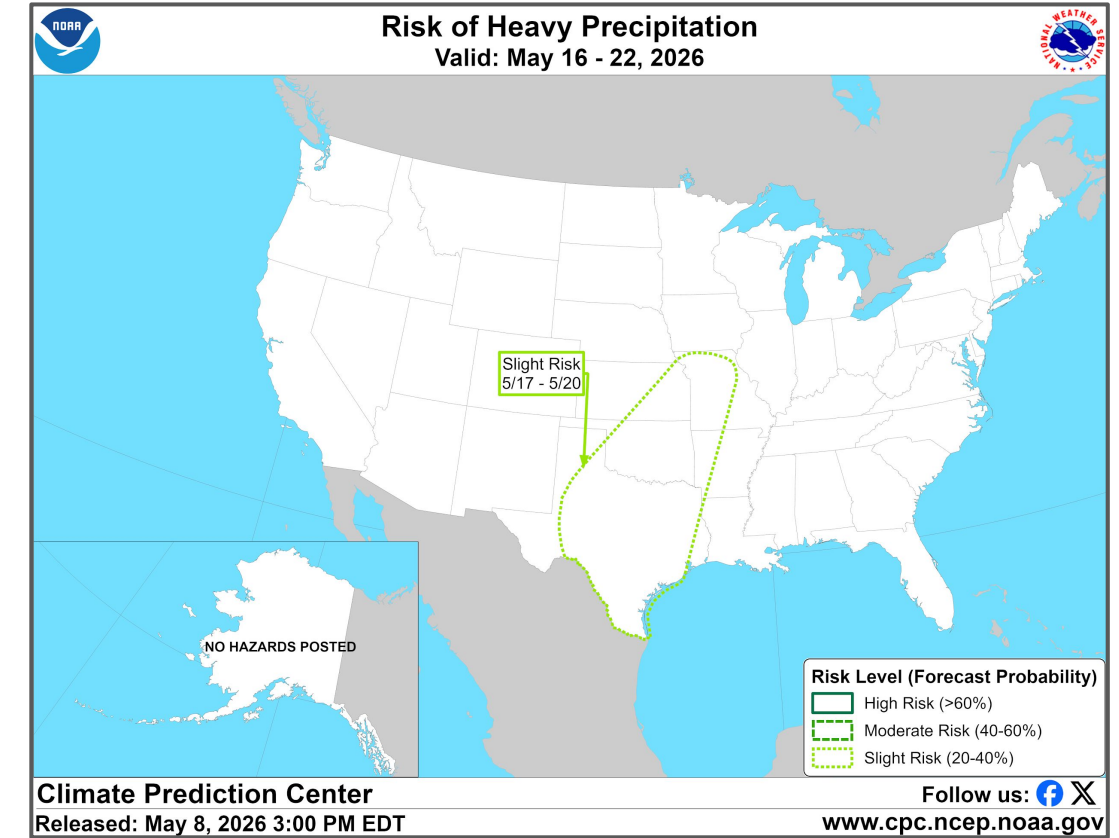 NOAA
Risk of Heavy Precipitation
Valid: May 16 - 22, 2026
NATIONAL WEATHER SERVICE
Slight Risk
5/17 - 5/20
NO HAZARDS POSTED
Risk Level (Forecast Probability)
High Risk (>60%)
Moderate Risk (40-60%)
Slight Risk (20-40%)
Climate Prediction Center
Follow us:
Released: May 8, 2026 3:00 PM EDT
www.cpc.ncep.noaa.gov